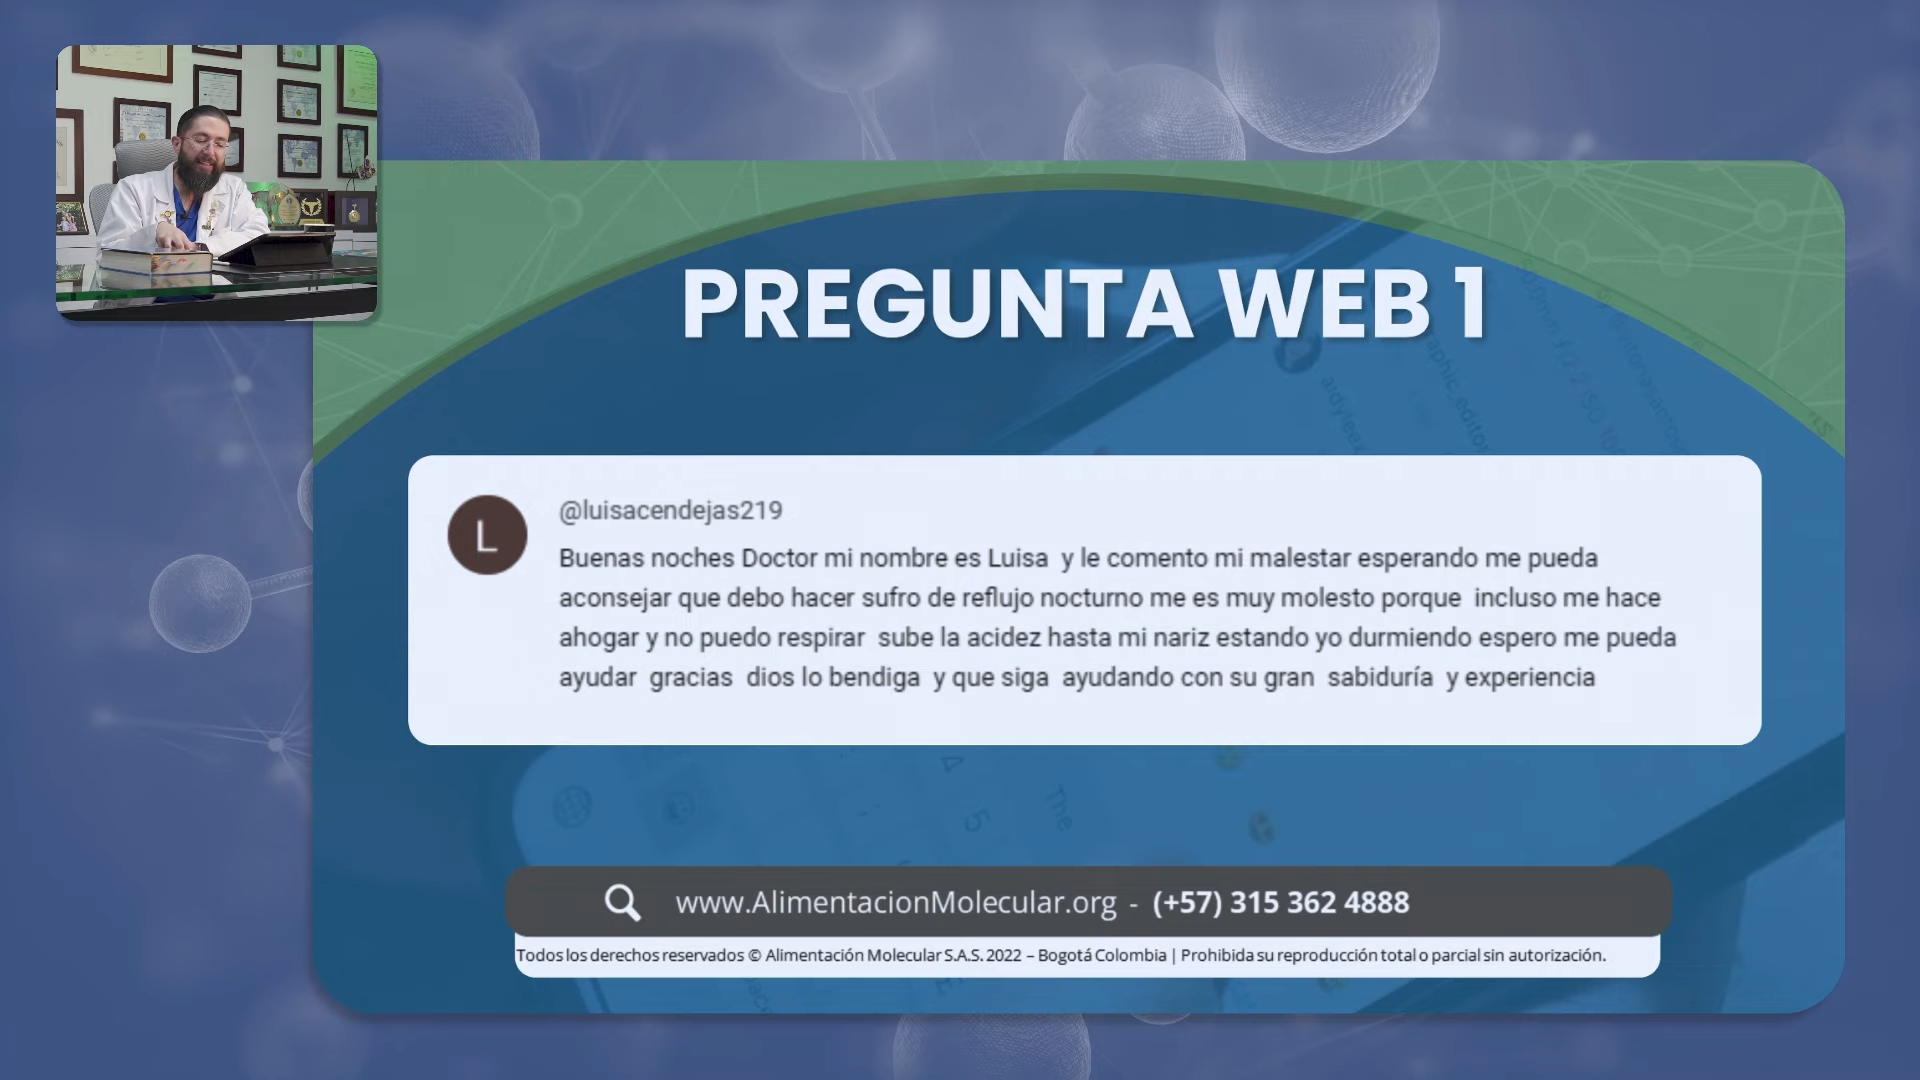 PREGUNTA WEB 1
L
@luisacendejas219
Buenas noches Doctor mi nombre es Luisa y le comento mi malestar esperando me pueda
aconsejar que debo hacer sufro de reflujo nocturno me es muy molesto porque incluso me hace
ahogar y no puedo respirar sube la acidez hasta mi nariz estando yo durmiendo espero me pueda
ayudar gracias dios lo bendiga y que siga ayudando con su gran sabiduría y experiencia
The
www.AlimentacionMolecular.org - (+57) 315 362 4888
Todos los derechos reservados © Alimentación Molecular S.A.S. 2022 – Bogotá Colombia | Prohibida su reproducción total o parcial sin autorización.